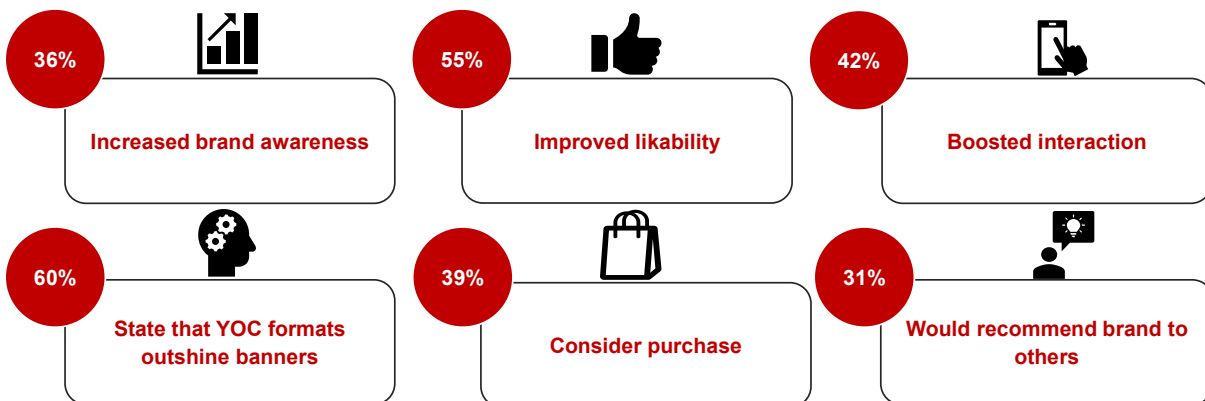 36%
Increased brand awareness
55%
Improved likability
42%
Boosted interaction
60%
State that YOC formats
outshine banners
39%
Consider purchase
31%
Would recommend brand to
others